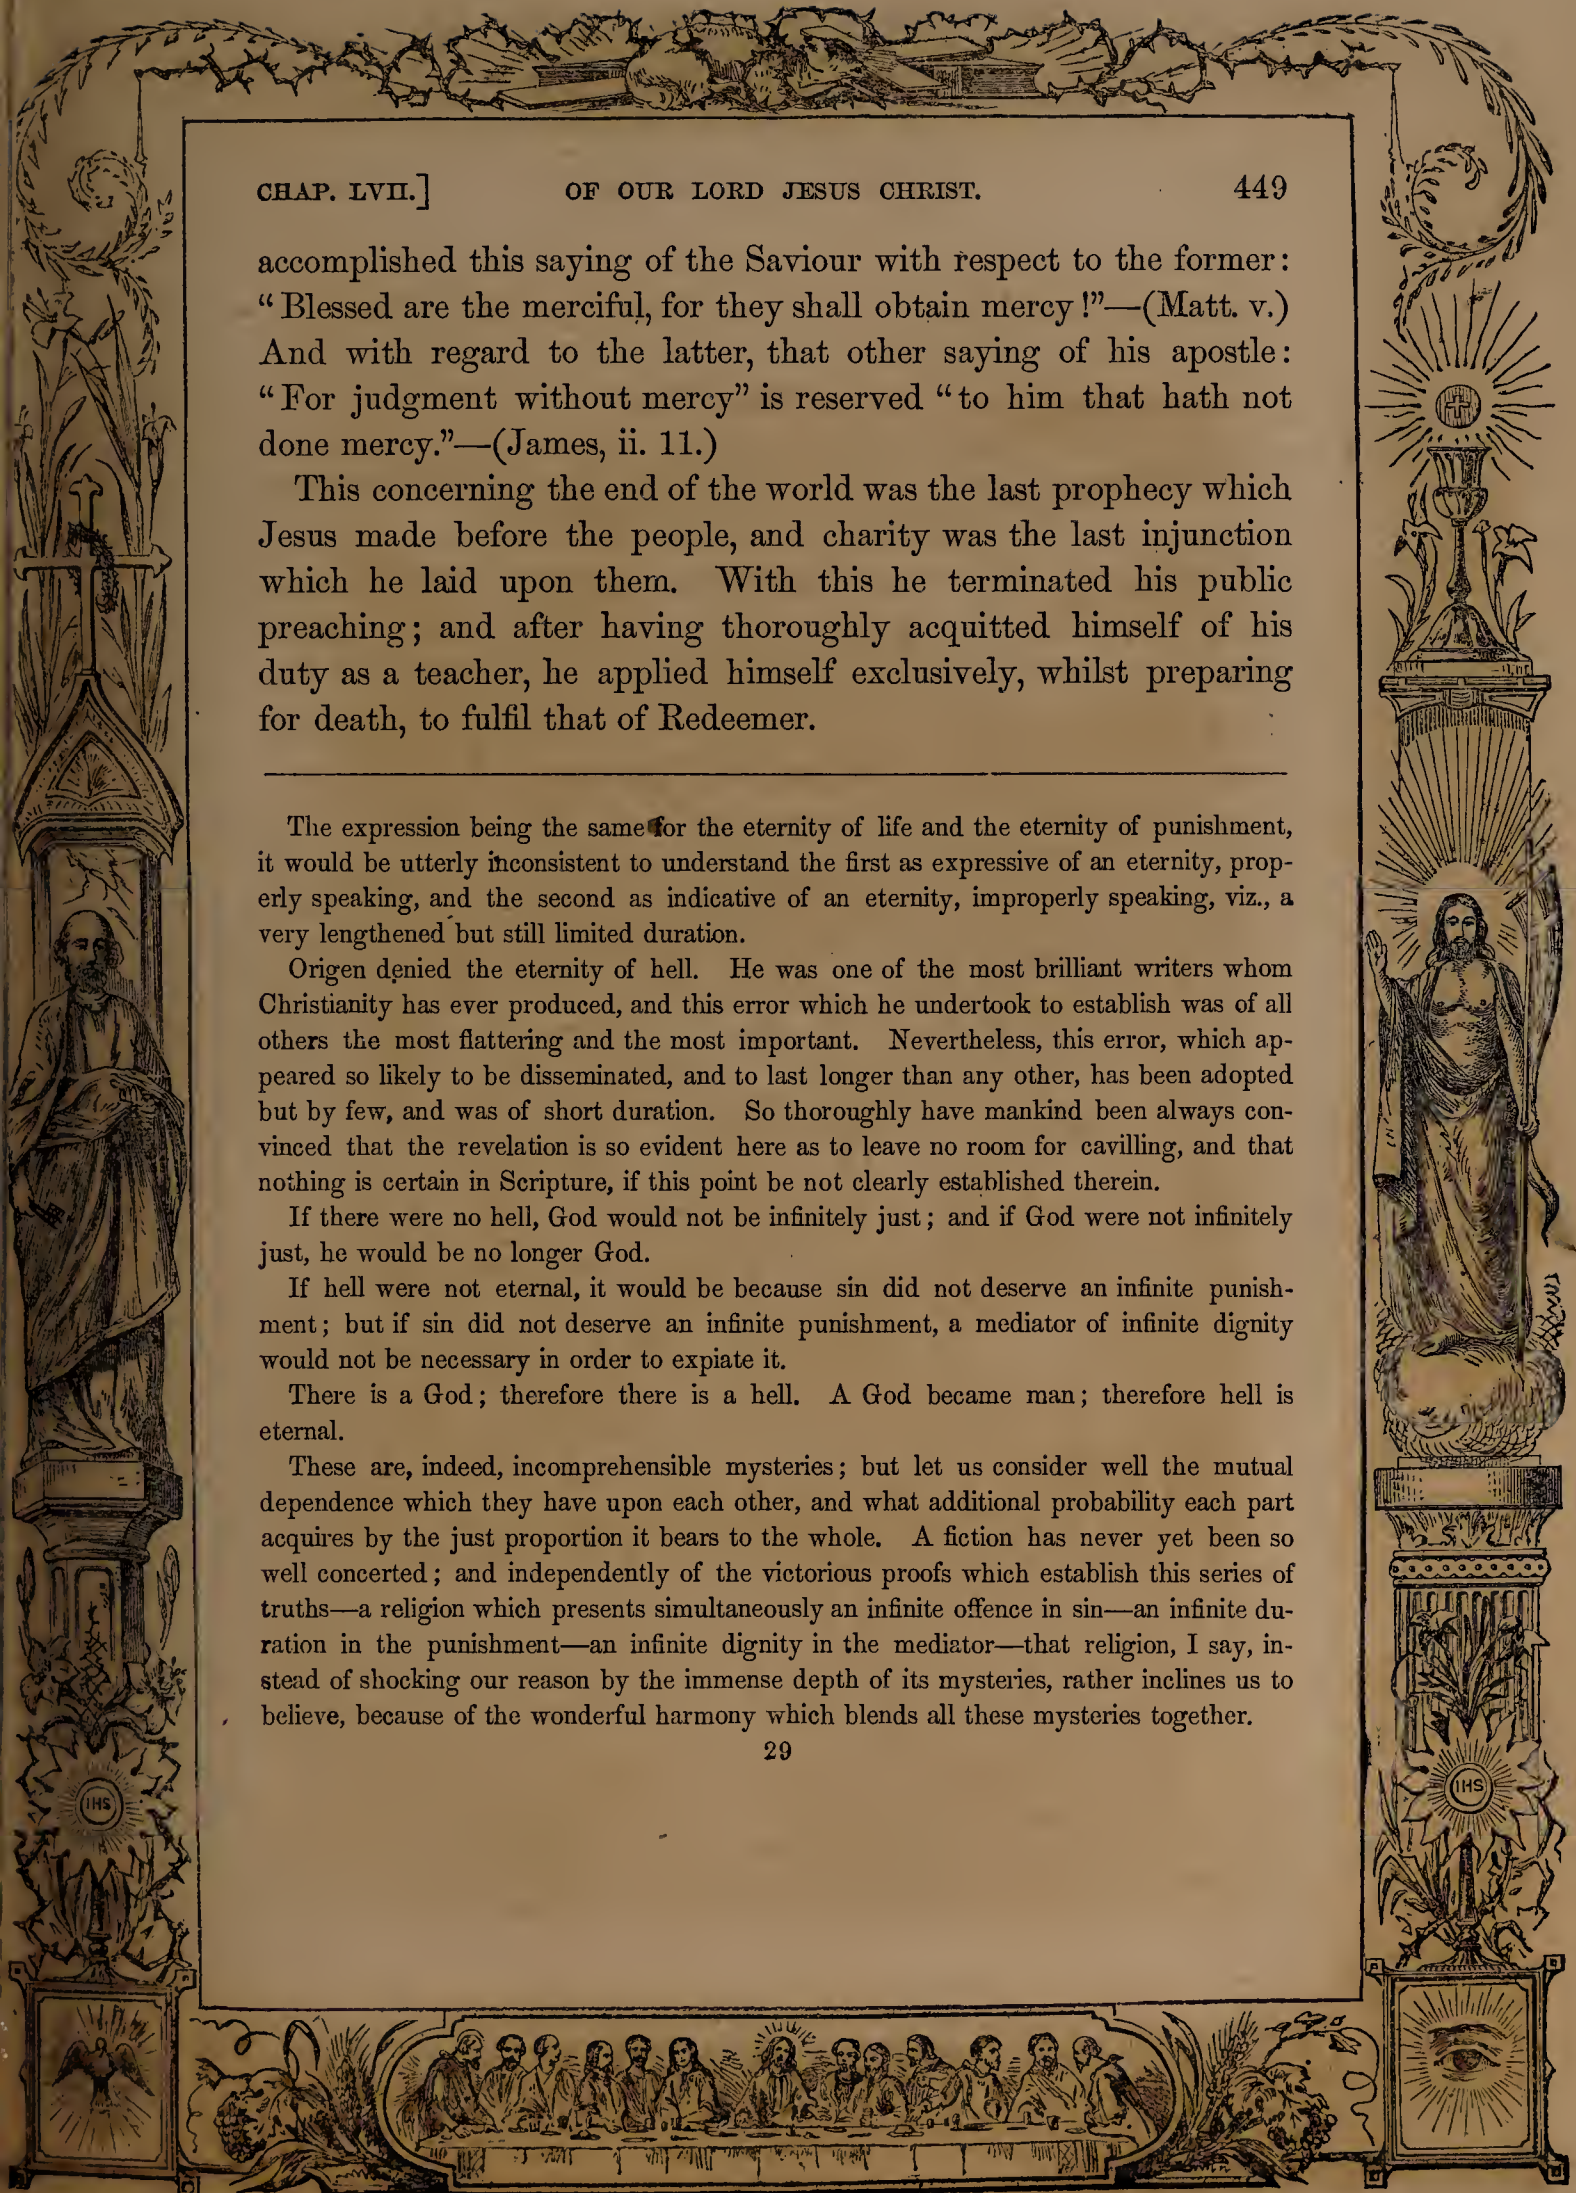 CHAP. LVII.] OF OUR LORD JESUS CHRIST. 449
accomplished this saying of the Saviour with respect to the former:
“Blessed are the merciful, for they shall obtain mercy!”—(Matt. v.)
And with regard to the latter, that other saying of his apostle:
“For judgment without mercy” is reserved “to him that hath not
done mercy.”—(James, ii. 11.)
This concerning the end of the world was the last prophecy which
Jesus made before the people, and charity was the last injunction
which he laid upon them. With this he terminated his public
preaching; and after having thoroughly acquitted himself of his
duty as a teacher, he applied himself exclusively, whilst preparing
for death, to fulfil that of Redeemer.
The expression being the same for the eternity of life and the eternity of punishment,
it would be utterly inconsistent to understand the first as expressive of an eternity, prop-
erly speaking, and the second as indicative of an eternity, improperly speaking, viz., a
very lengthened but still limited duration.
Origen denied the eternity of hell. He was one of the most brilliant writers whom
Christianity has ever produced, and this error which he undertook to establish was of all
others the most flattering and the most important. Nevertheless, this error, which ap-
peared so likely to be disseminated, and to last longer than any other, has been adopted
but by few, and was of short duration. So thoroughly have mankind been always con-
vinced that the revelation is so evident here as to leave no room for cavilling, and that
nothing is certain in Scripture, if this point be not clearly established therein.
If there were no hell, God would not be infinitely just; and if God were not infinitely
just, he would be no longer God.
If hell were not eternal, it would be because sin did not deserve an infinite punish-
ment; but if sin did not deserve an infinite punishment, a mediator of infinite dignity
would not be necessary in order to expiate it.
There is a God; therefore there is a hell. A God became man; therefore hell is
eternal.
These are, indeed, incomprehensible mysteries; but let us consider well the mutual
dependence which they have upon each other, and what additional probability each part
acquires by the just proportion it bears to the whole. A fiction has never yet been so
well concerted; and independently of the victorious proofs which establish this series of
truths—a religion which presents simultaneously an infinite offence in sin—an infinite du-
ration in the punishment—an infinite dignity in the mediator—that religion, I say, in-
stead of shocking our reason by the immense depth of its mysteries, rather inclines us to
believe, because of the wonderful harmony which blends all these mysteries together.
29
IHS
IHS